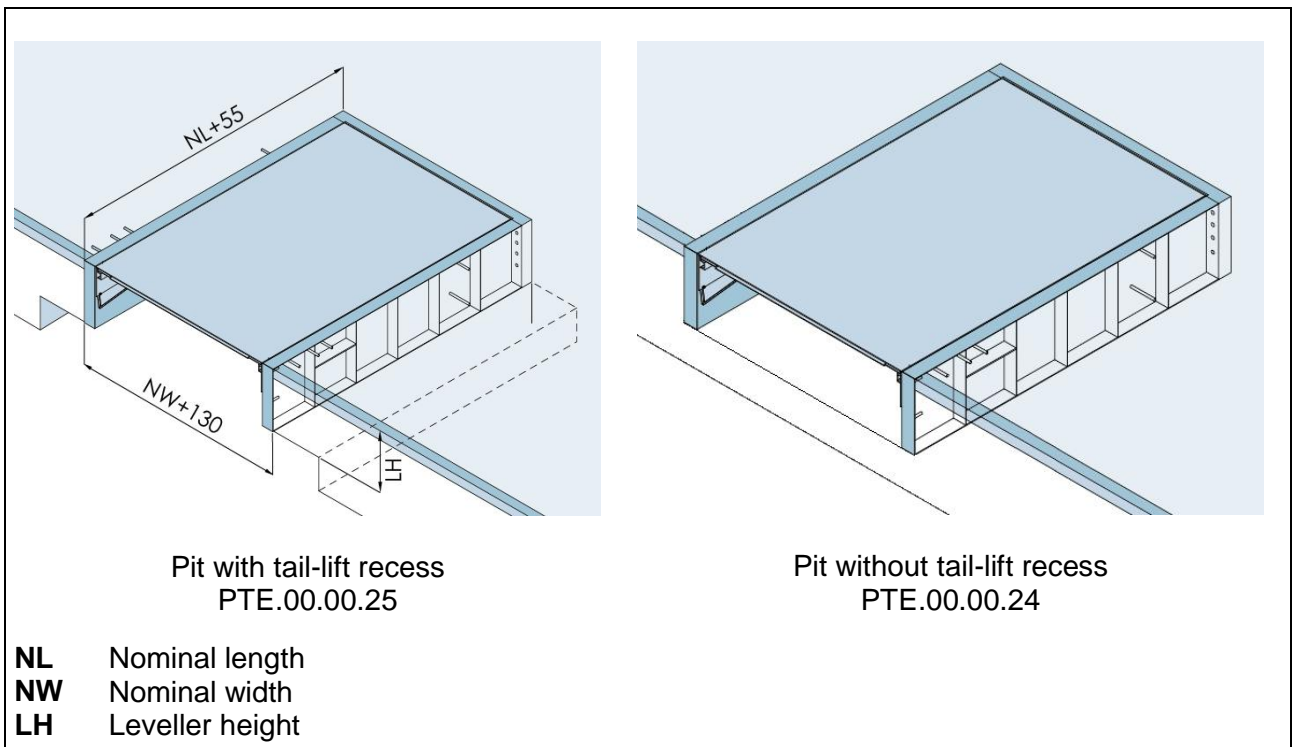 NL+55
NW+130
LH
Pit with tail-lift recess
PTE.00.00.25
Pit without tail-lift recess
PTE.00.00.24
NL Nominal length
NW Nominal width
LH Leveller height